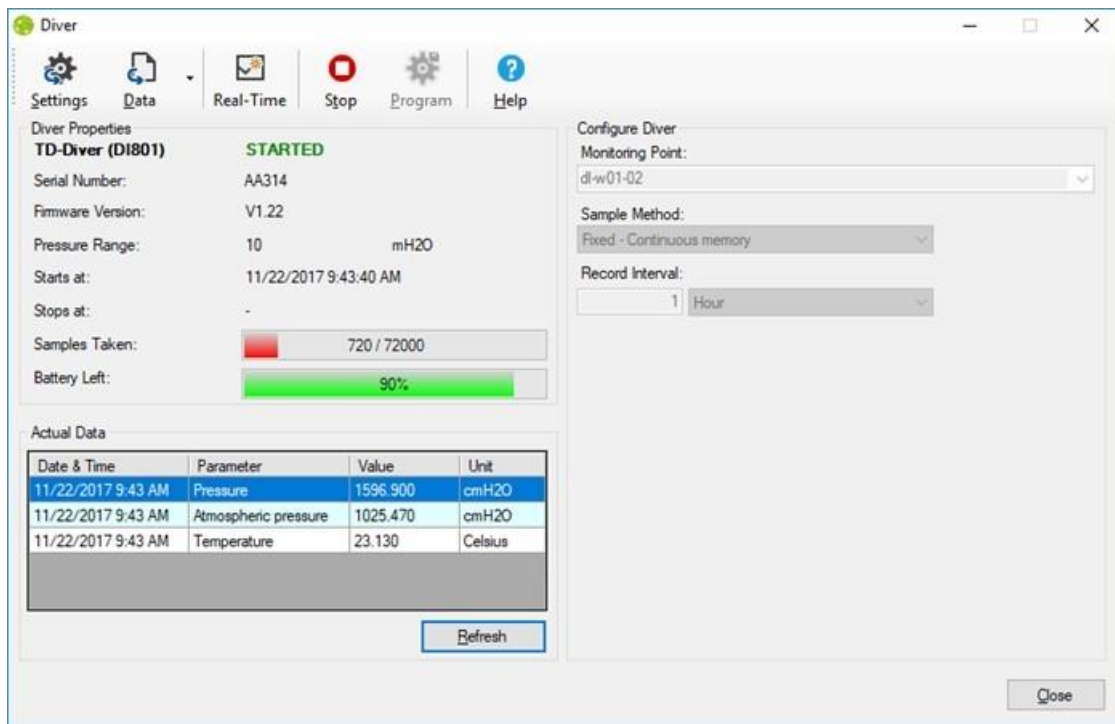 Diver
Settings Data Real-Time Stop Program Help
Diver Properties
TD-Diver (DI801) STARTED
Serial Number: AA314
Firmware Version: V1.22
Pressure Range: 10 mH2O
Starts at: 11/22/2017 9:43:40 AM
Stops at: -
Samples Taken: 720 / 72000
Battery Left: 90%
Actual Data
Date & Time Parameter Value Unit
11/22/2017 9:43 AM Pressure 1596.900 cmH2O
11/22/2017 9:43 AM Atmospheric pressure 1025.470 cmH2O
11/22/2017 9:43 AM Temperature 23.130 Celsius
Refresh
Configure Diver
Monitoring Point:
dl-w01-02
Sample Method:
Fixed - Continuous memory
Record Interval:
1 Hour
Close